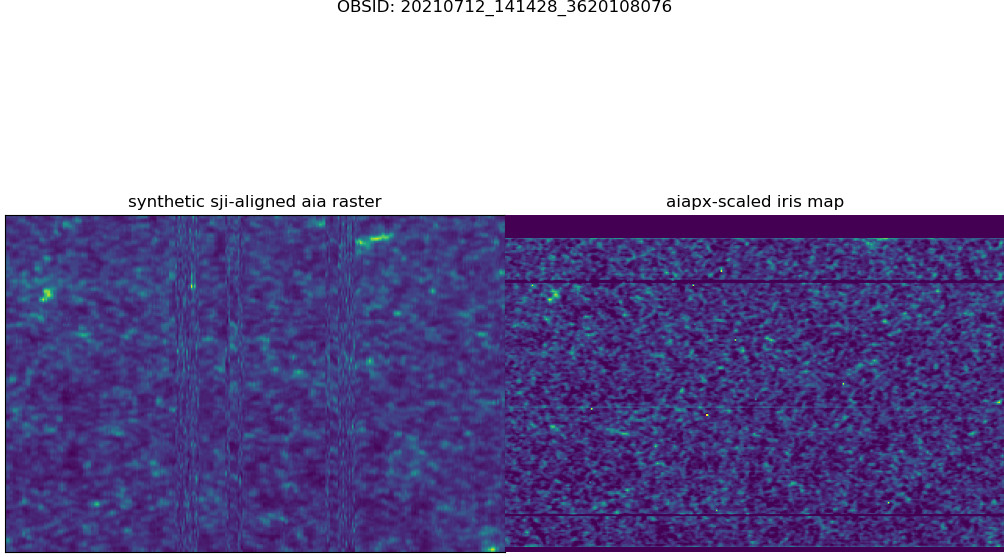 OBSID: 20210712_141428_3620108076
synthetic sji-aligned aia raster
aiapx-scaled iris map